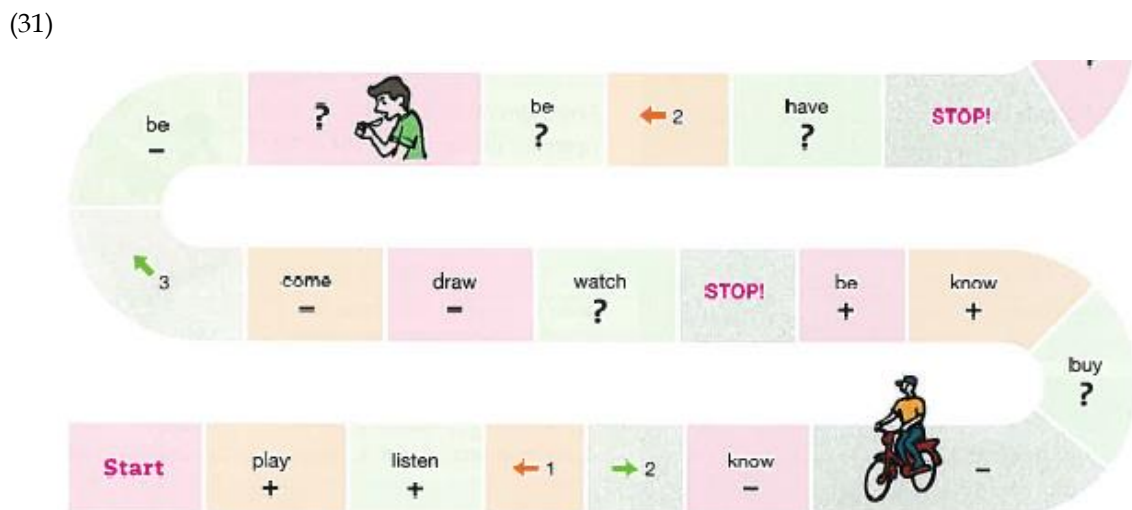 (31)
be
–
?
be
?
← 2
have
?
STOP!
?
↖ 3
come
–
draw
–
watch
?
STOP!
be
+
know
+
buy
?
Start
play
+
listen
+
← 1
→ 2
know
–
–